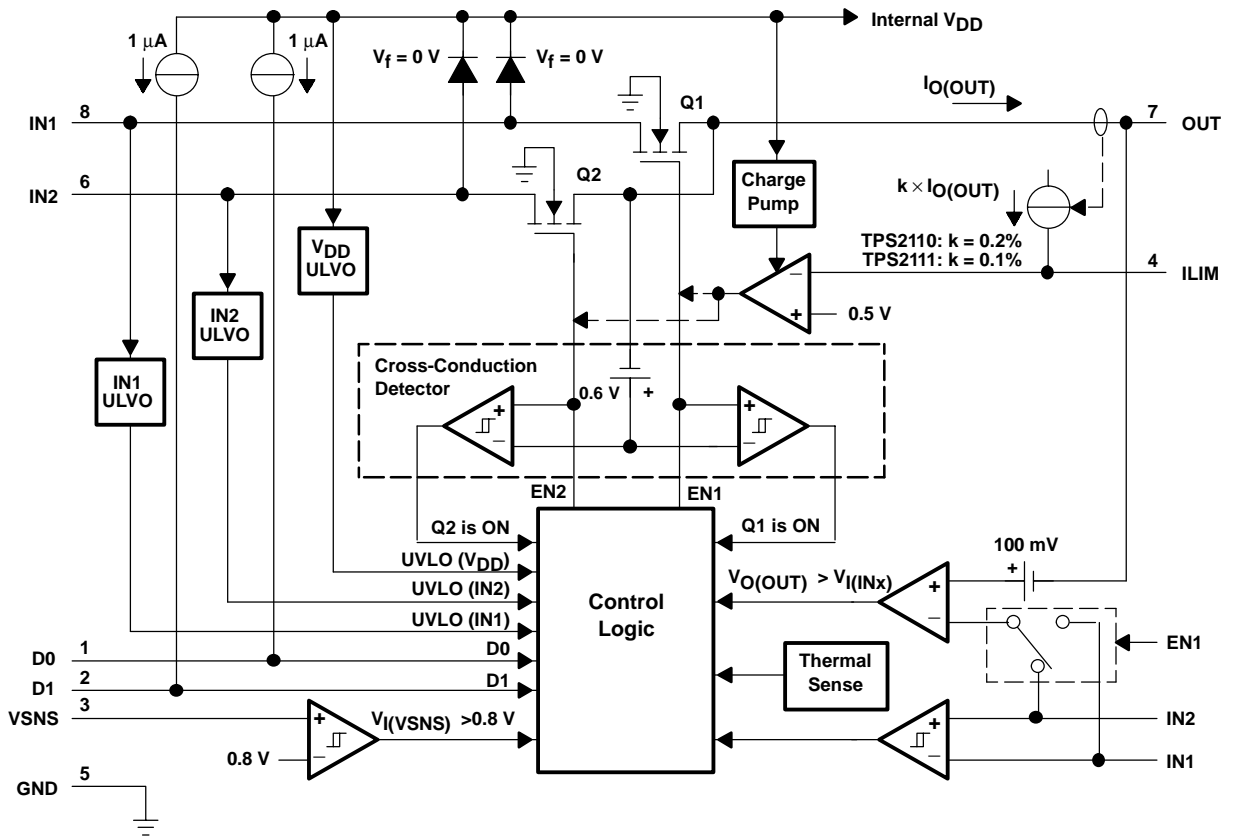 Internal VDD
1 µA
1 µA
Vf = 0 V
Vf = 0 V
IO(OUT)
IN1
8
Q1
7
OUT
IN2
6
Q2
Charge
Pump
k × IO(OUT)
VDD
ULVO
TPS2110: k = 0.2%
TPS2111: k = 0.1%
4
ILIM
−
+
0.5 V
IN2
ULVO
IN1
ULVO
Cross-Conduction
Detector
0.6 V
+
+
−
+
−
EN2
EN1
Q2 is ON
Q1 is ON
UVLO (VDD)
UVLO (IN2)
UVLO (IN1)
Control
Logic
100 mV
+
VO(OUT) > VI(INx)
+
−
EN1
D0
1
D0
D1
2
D1
Thermal
Sense
VSNS
3
+
−
VI(VSNS) >0.8 V
0.8 V
+
−
IN2
IN1
GND
5